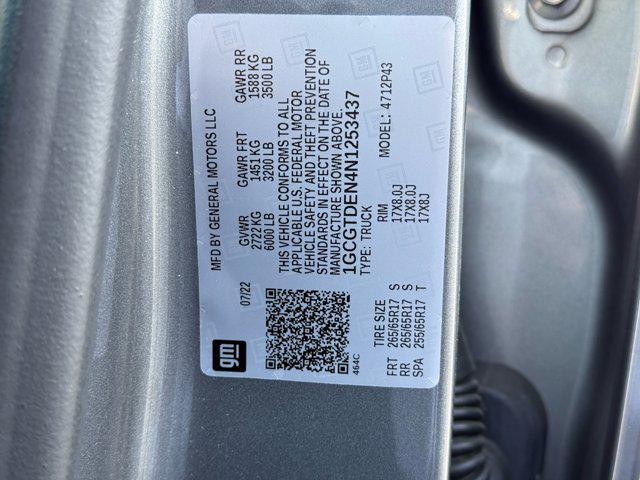 MFD BY GENERAL MOTORS LLC
07/22
GVWR GAWR FRT GAWR RR
2722 KG 1451 KG 1588 KG
6000 LB 3200 LB 3500 LB
THIS VEHICLE CONFORMS TO ALL
APPLICABLE U.S. FEDERAL MOTOR
VEHICLE SAFETY AND THEFT PREVENTION
STANDARDS IN EFFECT ON THE DATE OF
MANUFACTURE SHOWN ABOVE.
1GCGTDEN4N1253437
TYPE: TRUCK MODEL: 4712P43
TIRE SIZE RIM
FRT 265/65R17 S 17X8.0J
RR 265/65R17 S 17X8.0J
SPA 255/65R17 T 17X8J
gm
464C